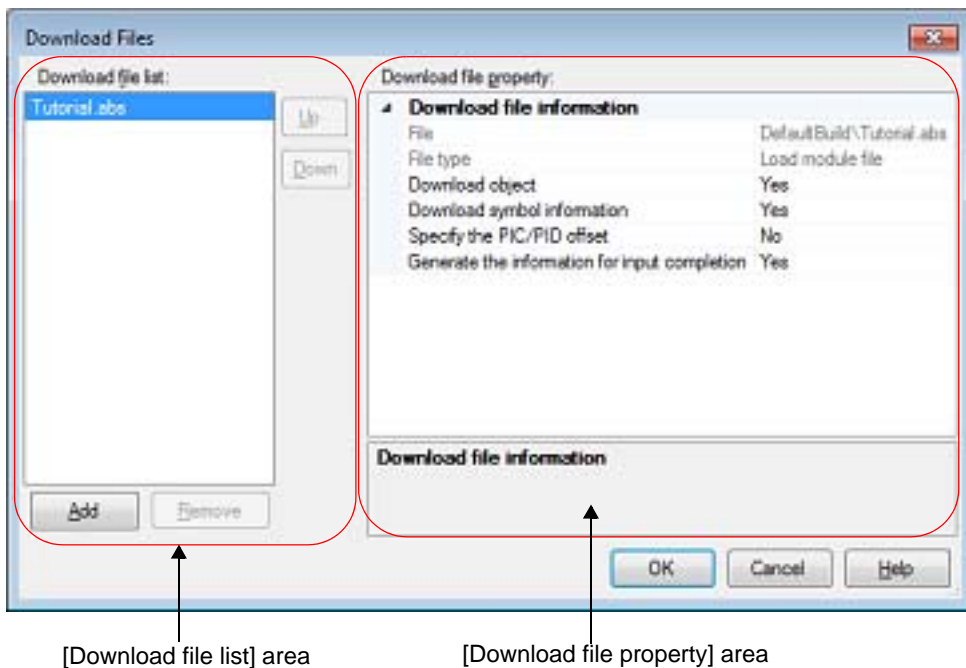 Download Files
Download file list:
Tutorial.abs
Up
Down
Add
Remove
Download file property:
Download file information
File DefaultBuild\Tutorial.abs
File type Load module file
Download object Yes
Download symbol information Yes
Specify the PIC/PID offset No
Generate the information for input completion Yes
Download file information
OK
Cancel
Help
[Download file list] area
[Download file property] area